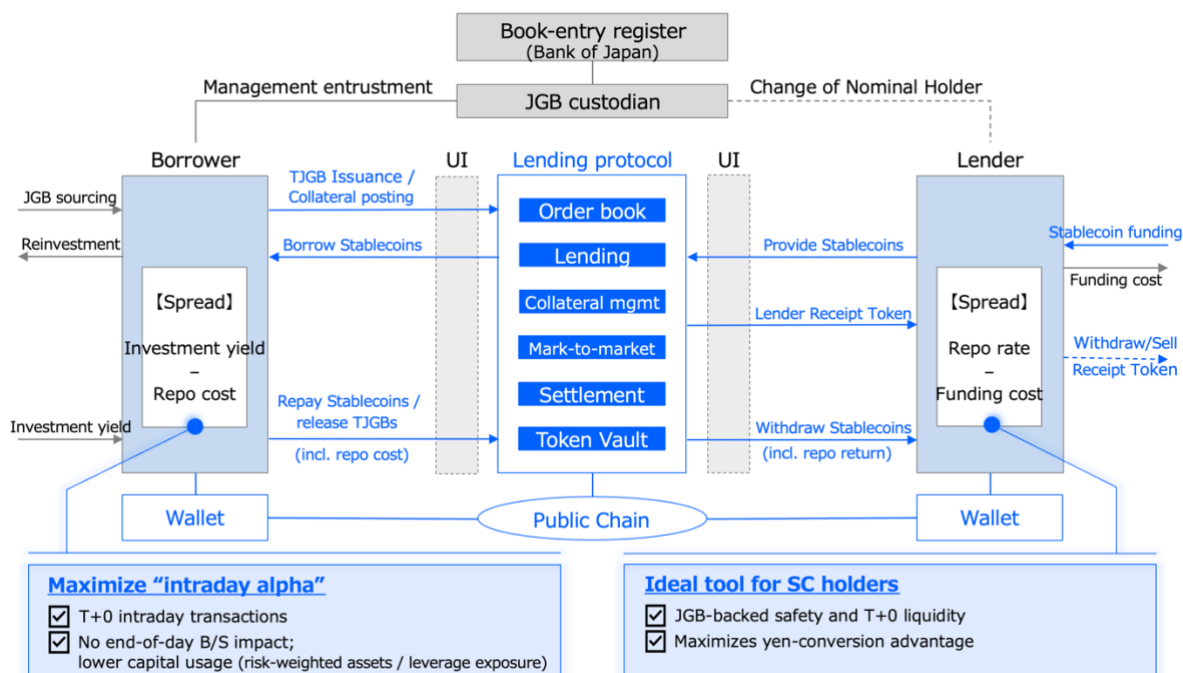 Book-entry register
(Bank of Japan)
JGB custodian
Management entrustment
Change of Nominal Holder
Borrower
UI
Lending protocol
UI
Lender
JGB sourcing
Reinvestment
Investment yield
TJGB Issuance /
Collateral posting
Borrow Stablecoins
Repay Stablecoins /
release TJGBs
(incl. repo cost)
【Spread】
Investment yield
–
Repo cost
Order book
Lending
Collateral mgmt
Mark-to-market
Settlement
Token Vault
Provide Stablecoins
Lender Receipt Token
Withdraw Stablecoins
(incl. repo return)
【Spread】
Repo rate
–
Funding cost
Stablecoin funding
Funding cost
Withdraw/Sell
Receipt Token
Wallet
Public Chain
Wallet
Maximize “intraday alpha”
T+0 intraday transactions
No end-of-day B/S impact;
lower capital usage (risk-weighted assets / leverage exposure)
Ideal tool for SC holders
JGB-backed safety and T+0 liquidity
Maximizes yen-conversion advantage